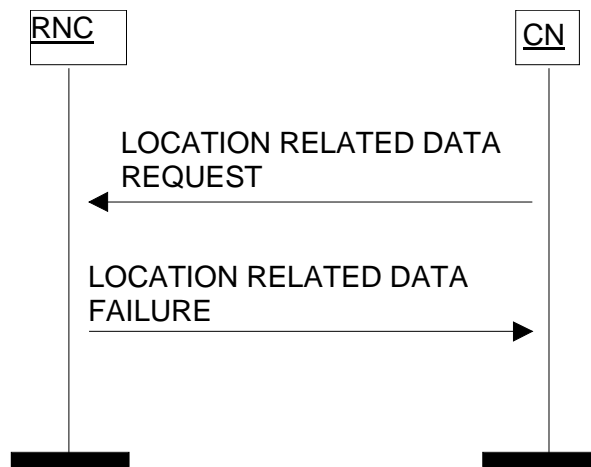 RNC
CN
LOCATION RELATED DATA
REQUEST
LOCATION RELATED DATA
FAILURE